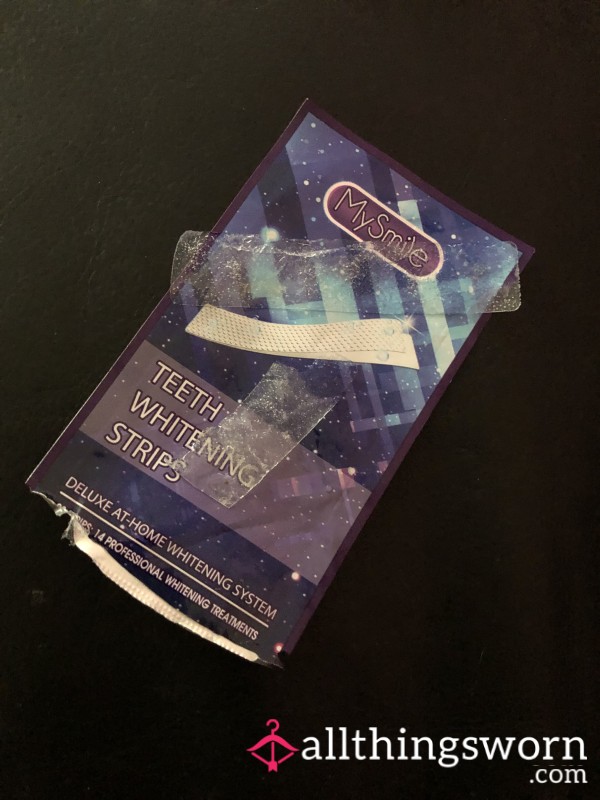 MySmile
TEETH
WHITENING
STRIPS
DELUXE AT-HOME WHITENING SYSTEM
14 PROFESSIONAL WHITENING TREATMENTS
allthingsworn
.com